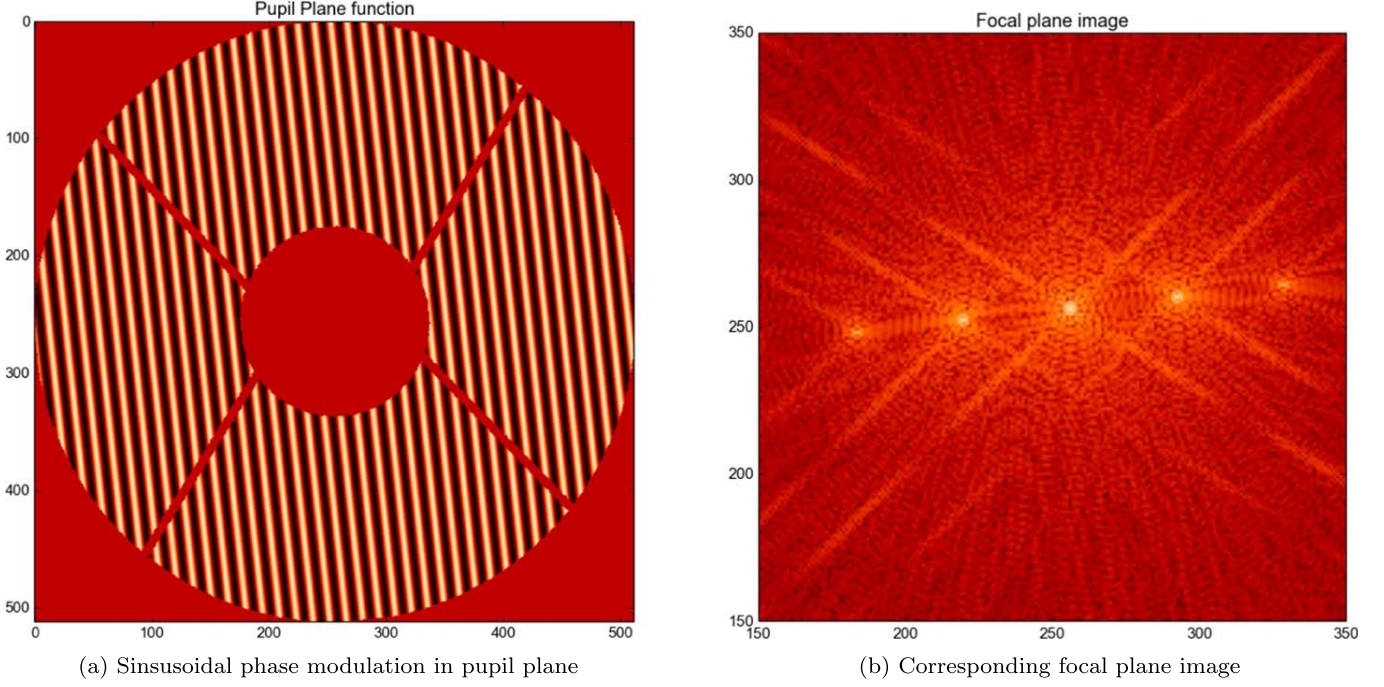 Pupil Plane function
0
100
200
300
400
500
0 100 200 300 400 500
(a) Sinsusoidal phase modulation in pupil plane
Focal plane image
350
300
250
200
150
150 200 250 300 350
(b) Corresponding focal plane image